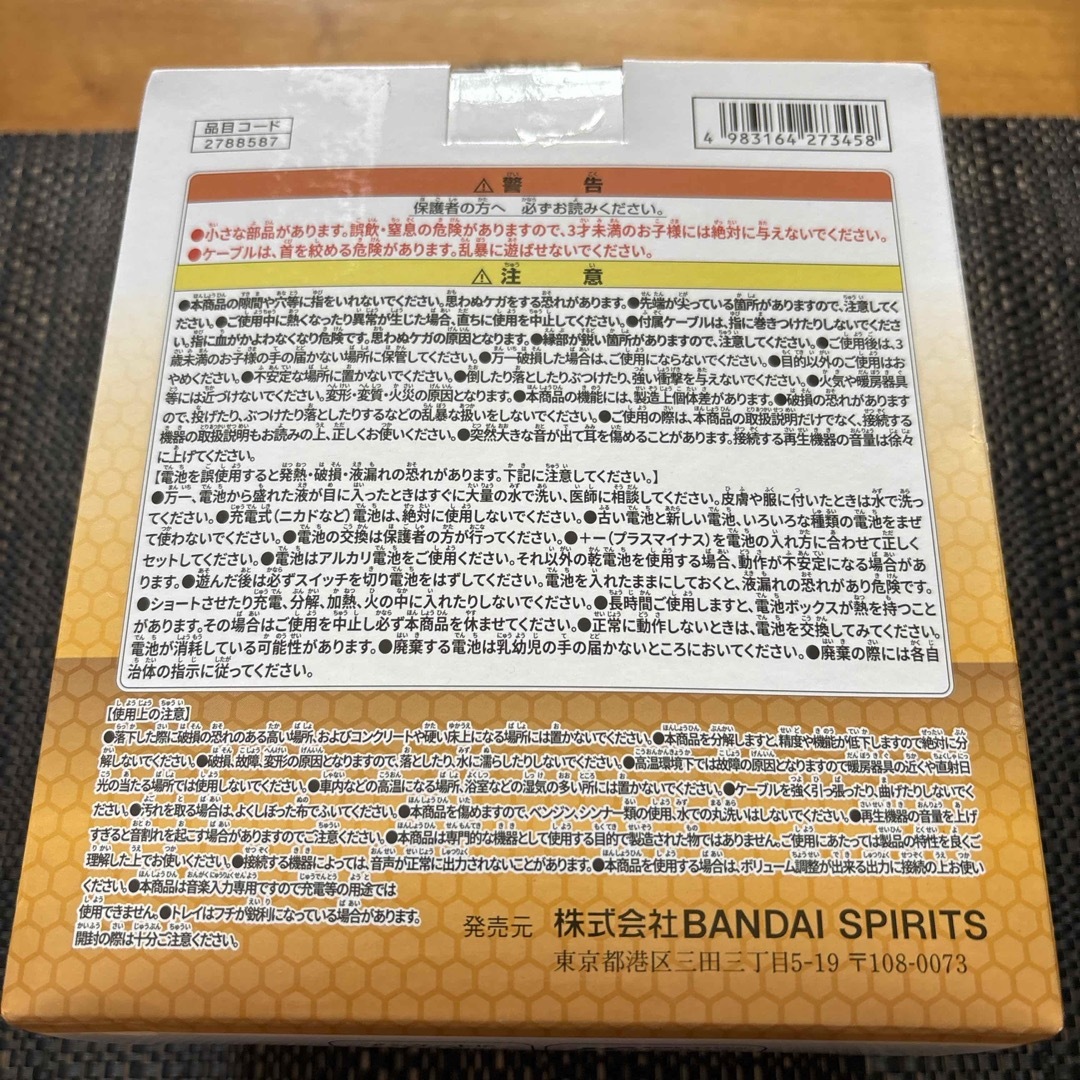 品目コード
2788587
4 983164 273458
⚠警 告
保護者の方へ 必ずお読みください。
●小さな部品があります。誤飲・窒息の危険がありますので、3才未満のお子様には絶対に与えないでください。
●ケーブルは、首を絞める危険があります。乱暴に遊ばせないでください。
⚠注 意
●本商品の隙間や穴等に指をいれないでください。思わぬケガをする恐れがあります。●先端が尖っている箇所がありますので、注意してく
ださい。●ご使用中に熱くなったり異常が生じた場合、直ちに使用を中止してください。●付属ケーブルは、指に巻きつけたりしないでくだ
さい。指に血がかよわなくなり危険です。思わぬケガの原因となります。●縁部が鋭い箇所がありますので、注意してください。●ご使用後は、3
歳未満のお子様の手の届かない場所に保管してください。●万一破損した場合は、ご使用にならないでください。●目的以外のご使用はお
やめください。●不安定な場所に置かないでください。●倒したり落としたりぶつけたり、強い衝撃を与えないでください。●火気や暖房器具
等には近づけないでください。変形・変質・火災の原因となります。●本商品の機能には、製造上個体差があります。●破損の恐れがあります
ので、投げたり、ぶつけたり落としたりするなどの乱暴な扱いをしないでください。●ご使用の際は、本商品の取扱説明だけでなく、接続する
機器の取扱説明もお読みの上、正しくお使いください。●突然大きな音が出て耳を傷めることがあります。接続する再生機器の音量は徐々
に上げてください。
【電池を誤使用すると発熱・破損・液漏れの恐れがあります。下記に注意してください。】
●万一、電池から盛れた液が目に入ったときはすぐに大量の水で洗い、医師に相談してください。皮膚や服に付いたときは水で洗っ
てください。●充電式(ニカドなど)電池は、絶対に使用しないでください。●古い電池と新しい電池、いろいろな種類の電池をまぜ
て使わないでください。●電池の交換は保護者の方が行ってください。●+-(プラスマイナス)を電池の入れ方に合わせて正しく
セットしてください。●電池はアルカリ電池をご使用ください。それ以外の乾電池を使用する場合、動作が不安定になる場合があ
ります。●遊んだ後は必ずスイッチを切り電池をはずしてください。電池を入れたままにしておくと、液漏れの恐れがあり危険です。
●ショートさせたり充電、分解、加熱、火の中に入れたりしないでください。●長時間ご使用しますと、電池ボックスが熱を持つこと
があります。その場合はご使用を中止し必ず本商品を休ませてください。●正常に動作しないときは、電池を交換してみてください。
電池が消耗している可能性があります。●廃棄する電池は乳幼児の手の届かないところにおいてください。●廃棄の際には各自
治体の指示に従ってください。
【使用上の注意】
●落下した際に破損の恐れのある高い場所、およびコンクリートや硬い床上になる場所には置かないでください。●本商品を分解しますと、精度や機能が低下しますので絶対に分
解しないでください。●破損、故障、変形の原因となりますので、落としたり、水に濡らしたりしないでください。●高温環境下では故障の原因となりますので暖房器具の近くや直射日
光の当たる場所では使用しないでください。●車内などの高温になる場所、浴室などの湿気の多い所には置かないでください。●ケーブルを強く引っ張ったり、曲げたりしないでく
ださい。●汚れを取る場合は、よくしぼった布でふいてください。●本商品を傷めますので、ベンジン、シンナー類の使用、水での丸洗いはしないでください。●再生機器の音量を上げ
すぎると音割れを起こす場合がありますのでご注意ください。●本商品は専門的な機器として使用する目的で製造された物ではありません。ご使用にあたっては製品の特性を良くご
理解した上でお使いください。●接続する機器によっては、音声が正常に出力されないことがあります。●本商品を使用する場合は、ボリューム調整が出来る出力に接続の上お使い
ください。●本商品は音楽入力専用ですので充電等の用途では
使用できません。●トレイはフチが鋭利になっている場合があります。
開封の際は十分ご注意ください。
発売元 株式会社BANDAI SPIRITS
東京都港区三田三丁目5-19 〒108-0073